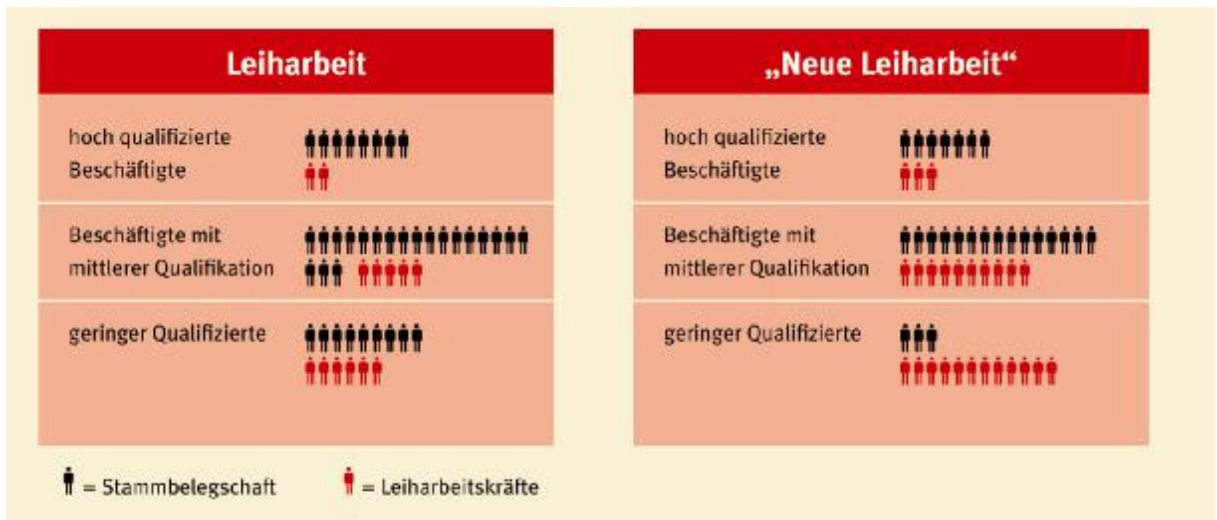 Leiharbeit
hoch qualifizierte
Beschäftigte
Beschäftigte mit
mittlerer Qualifikation
geringer Qualifizierte
„Neue Leiharbeit“
hoch qualifizierte
Beschäftigte
Beschäftigte mit
mittlerer Qualifikation
geringer Qualifizierte
= Stammbelegschaft
= Leiharbeitskräfte